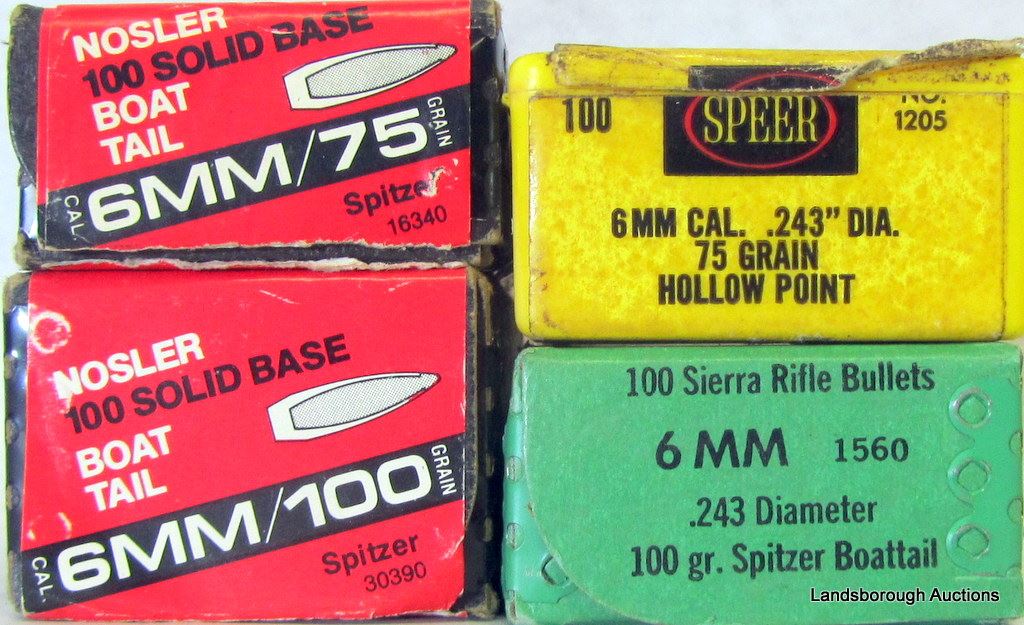 NOSLER
100 SOLID BASE
BOAT
TAIL
CAL. 6MM/75 GRAIN
Spitzer
16340
NOSLER
100 SOLID BASE
BOAT
TAIL
CAL. 6MM/100 GRAIN
Spitzer
30390
100 SPEER NO.
1205
6MM CAL. .243" DIA.
75 GRAIN
HOLLOW POINT
100 Sierra Rifle Bullets
6 MM 1560
.243 Diameter
100 gr. Spitzer Boattail
Landsborough Auctions